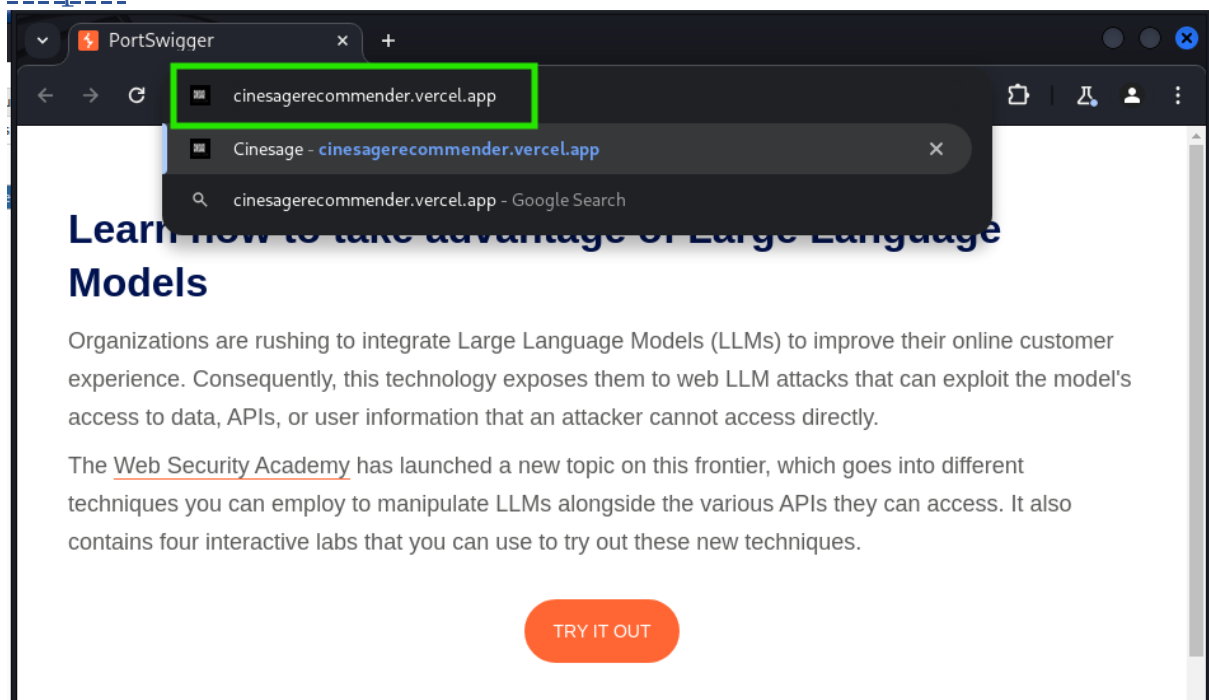 PortSwigger
cinesagerecommender.vercel.app
Cinesage - cinesagerecommender.vercel.app
cinesagerecommender.vercel.app - Google Search
Learn how to take advantage of Large Language
Models
Organizations are rushing to integrate Large Language Models (LLMs) to improve their online customer
experience. Consequently, this technology exposes them to web LLM attacks that can exploit the model's
access to data, APIs, or user information that an attacker cannot access directly.
The Web Security Academy has launched a new topic on this frontier, which goes into different
techniques you can employ to manipulate LLMs alongside the various APIs they can access. It also
contains four interactive labs that you can use to try out these new techniques.
TRY IT OUT